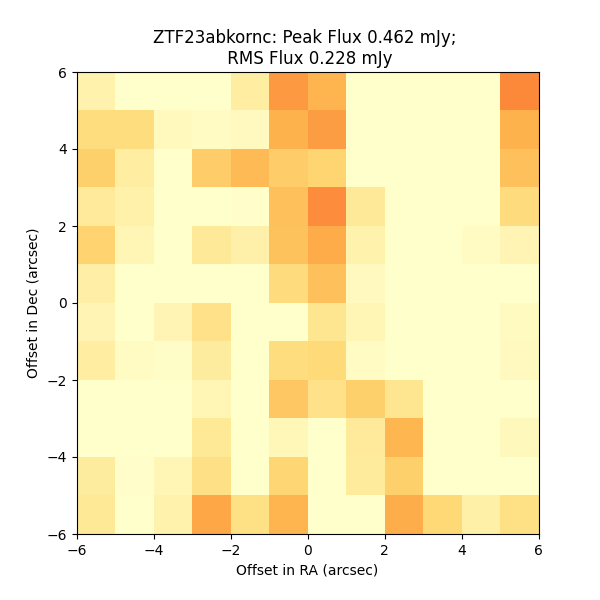 ZTF23abkornc: Peak Flux 0.462 mJy;
RMS Flux 0.228 mJy
6
4
2
0
−2
−4
−6
Offset in Dec (arcsec)
−6 −4 −2 0 2 4 6
Offset in RA (arcsec)